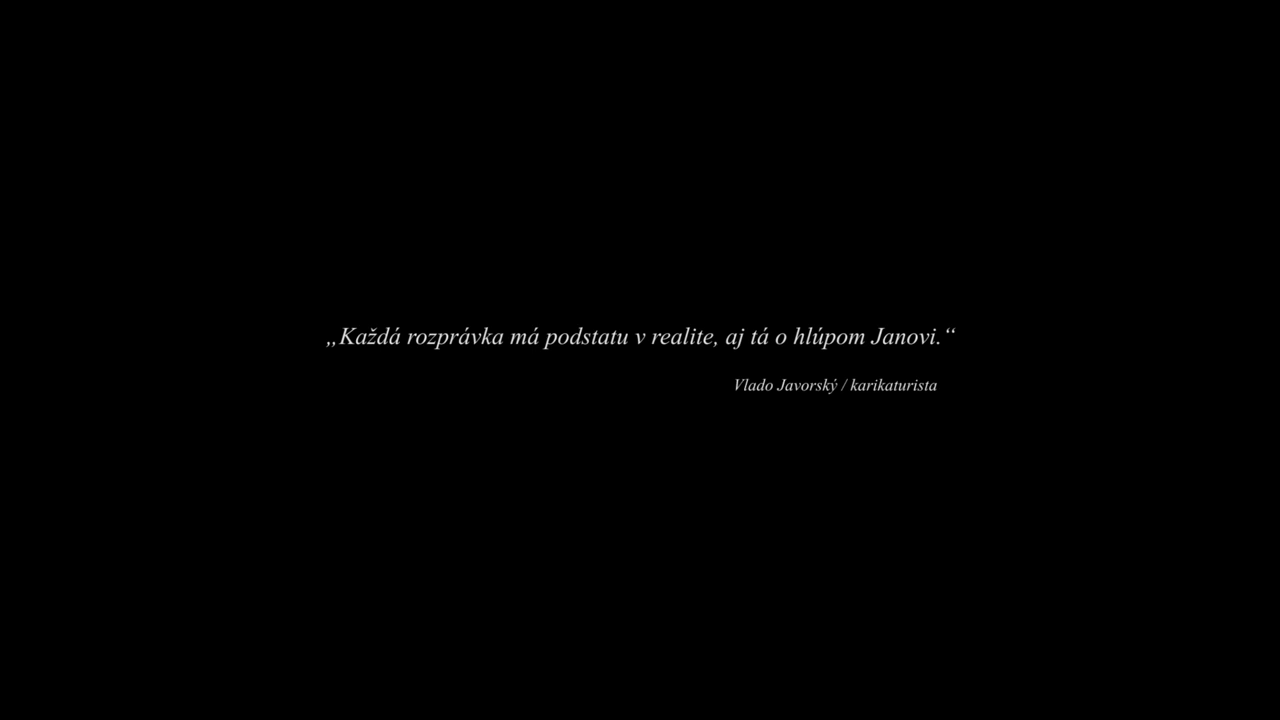 „Každá rozprávka má podstatu v realite, aj tá o hlúpom Janovi.“
Vlado Javorský / karikaturista